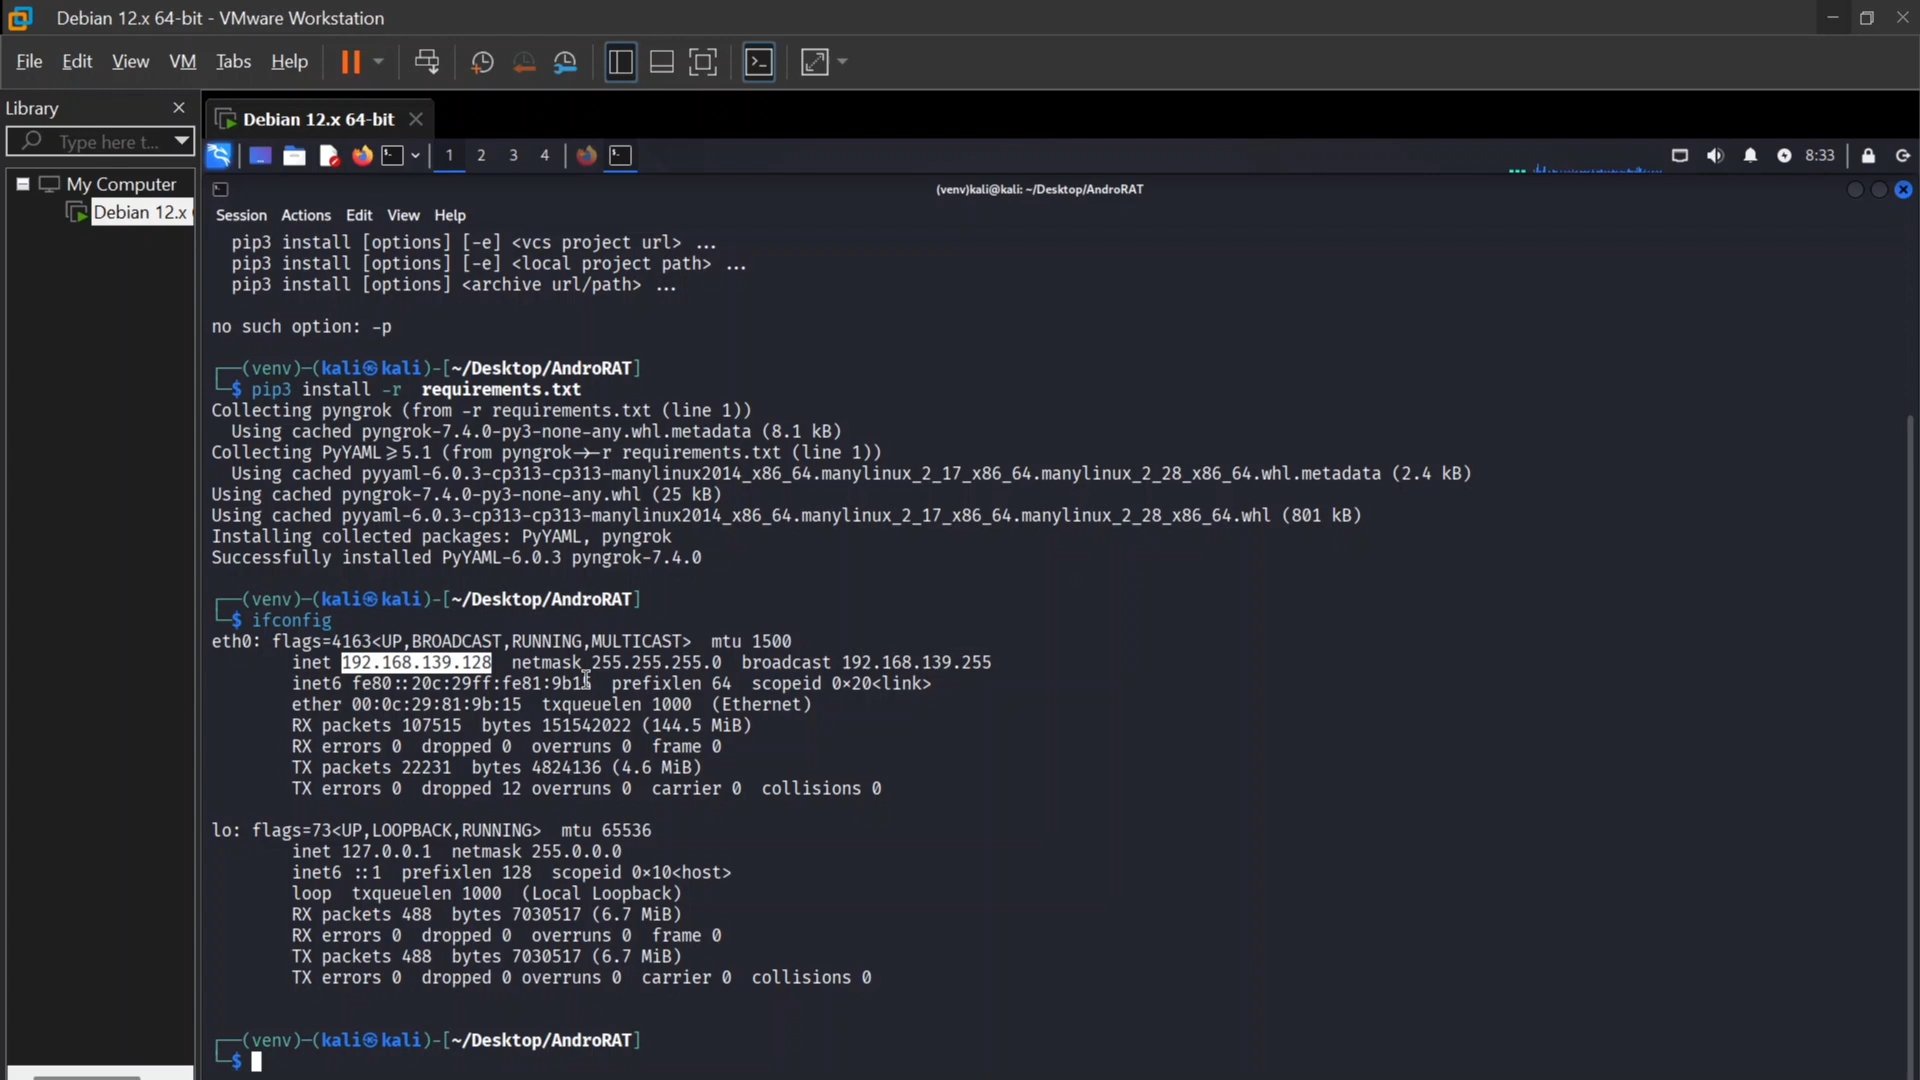 Debian 12.x 64-bit - VMware Workstation
File Edit View VM Tabs Help
Library
Debian 12.x 64-bit
Type here t...
1 2 3 4
8:33
My Computer
Debian 12.x
(venv)kali@kali: ~/Desktop/AndroRAT
Session Actions Edit View Help
pip3 install [options] [-e] <vcs project url> ...
pip3 install [options] [-e] <local project path> ...
pip3 install [options] <archive url/path> ...
no such option: -p
┌──(venv)─(kali㉿kali)-[~/Desktop/AndroRAT]
└─$ pip3 install -r  requirements.txt
Collecting pyngrok (from -r requirements.txt (line 1))
Using cached pyngrok-7.4.0-py3-none-any.whl.metadata (8.1 kB)
Collecting PyYAML>=5.1 (from pyngrok->-r requirements.txt (line 1))
Using cached pyyaml-6.0.3-cp313-cp313-manylinux2014_x86_64.manylinux_2_17_x86_64.manylinux_2_28_x86_64.whl.metadata (2.4 kB)
Using cached pyngrok-7.4.0-py3-none-any.whl (25 kB)
Using cached pyyaml-6.0.3-cp313-cp313-manylinux2014_x86_64.manylinux_2_17_x86_64.manylinux_2_28_x86_64.whl (801 kB)
Installing collected packages: PyYAML, pyngrok
Successfully installed PyYAML-6.0.3 pyngrok-7.4.0
┌──(venv)─(kali㉿kali)-[~/Desktop/AndroRAT]
└─$ ifconfig
eth0: flags=4163<UP,BROADCAST,RUNNING,MULTICAST>  mtu 1500
inet 192.168.139.128  netmask 255.255.255.0  broadcast 192.168.139.255
inet6 fe80::20c:29ff:fe81:9b15  prefixlen 64  scopeid 0×20<link>
ether 00:0c:29:81:9b:15  txqueuelen 1000  (Ethernet)
RX packets 107515  bytes 151542022 (144.5 MiB)
RX errors 0  dropped 0  overruns 0  frame 0
TX packets 22231  bytes 4824136 (4.6 MiB)
TX errors 0  dropped 12 overruns 0  carrier 0  collisions 0
lo: flags=73<UP,LOOPBACK,RUNNING>  mtu 65536
inet 127.0.0.1  netmask 255.0.0.0
inet6 ::1  prefixlen 128  scopeid 0×10<host>
loop  txqueuelen 1000  (Local Loopback)
RX packets 488  bytes 7030517 (6.7 MiB)
RX errors 0  dropped 0  overruns 0  frame 0
TX packets 488  bytes 7030517 (6.7 MiB)
TX errors 0  dropped 0 overruns 0  carrier 0  collisions 0
┌──(venv)─(kali㉿kali)-[~/Desktop/AndroRAT]
└─$